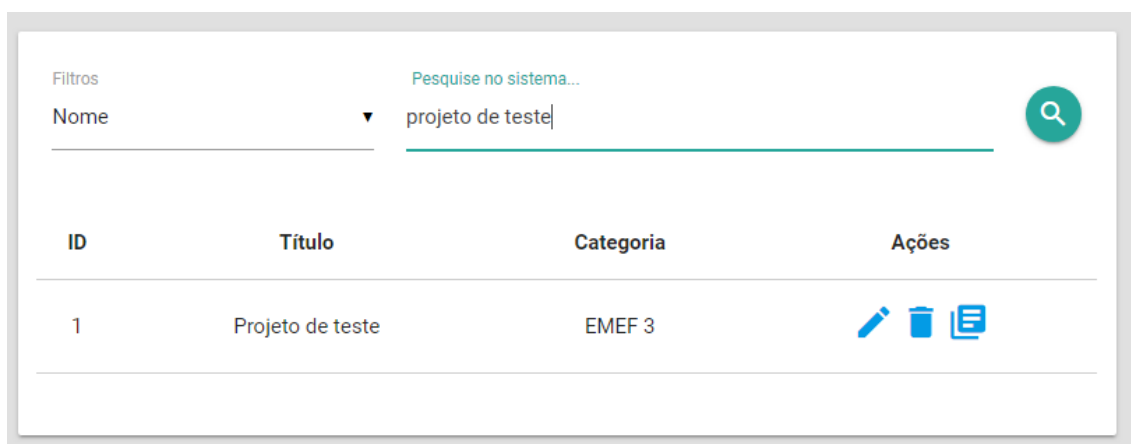 Filtros
Pesquise no sistema...
Nome
projeto de teste
ID Título Categoria Ações
1 Projeto de teste EMEF 3